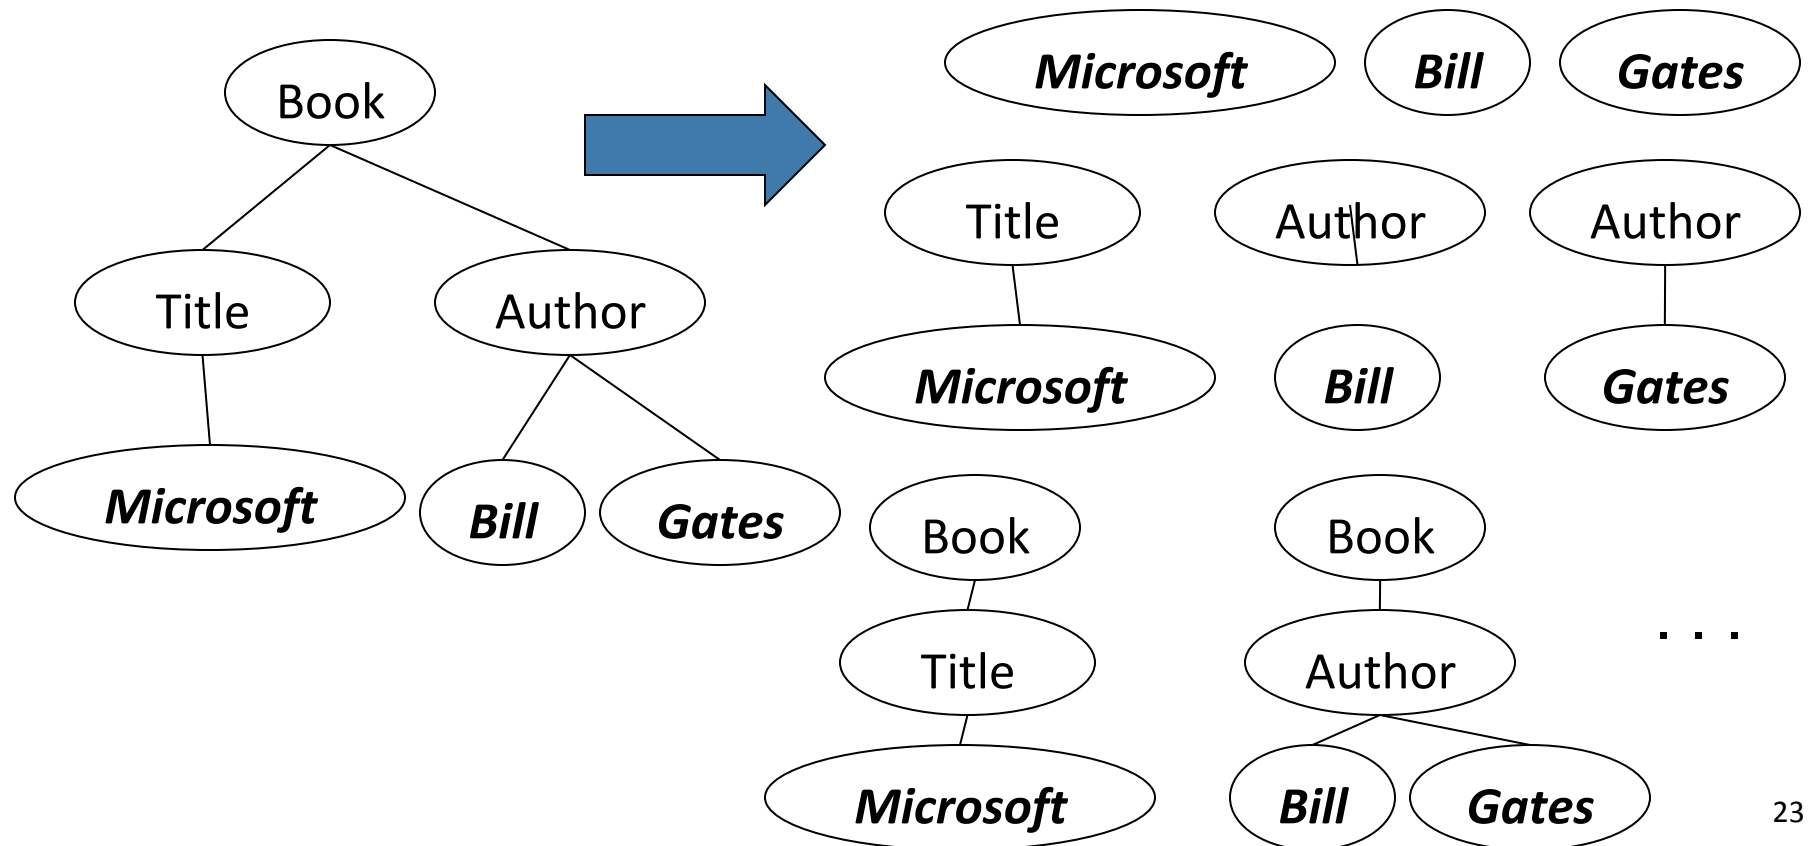 Book
Title
Author
Microsoft
Bill
Gates
Microsoft
Bill
Gates
Title
Author
Author
Microsoft
Bill
Gates
Book
Book
Title
Author
. . .
Microsoft
Bill
Gates
23